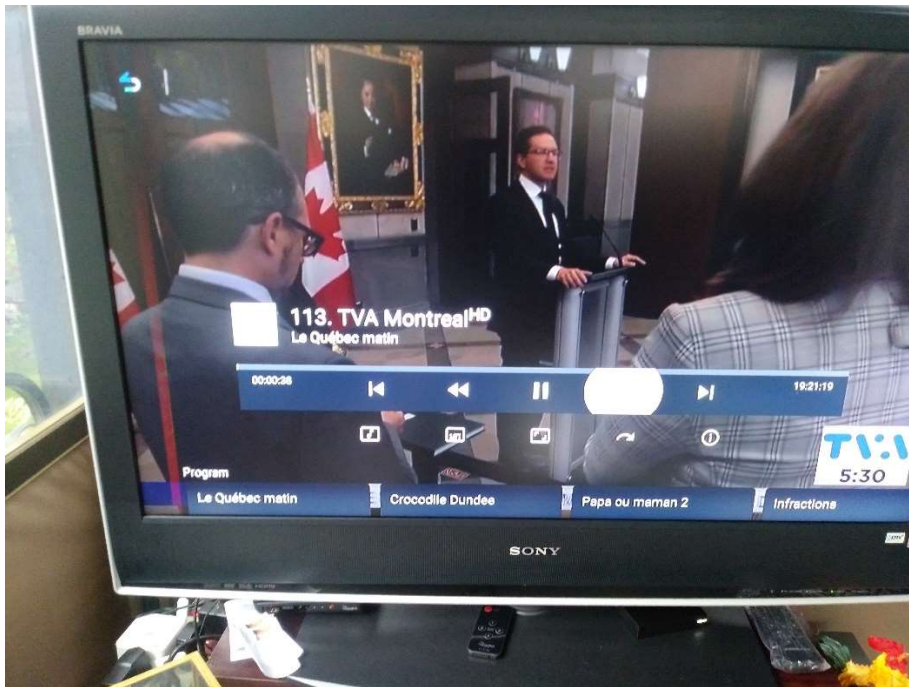 BRAVIA
113. TVA Montreal HD
Le Québec matin
00:00:36
19:21:19
TVA
5:30
Program
Le Québec matin
Crocodile Dundee
Papa ou maman 2
Infractions
SONY